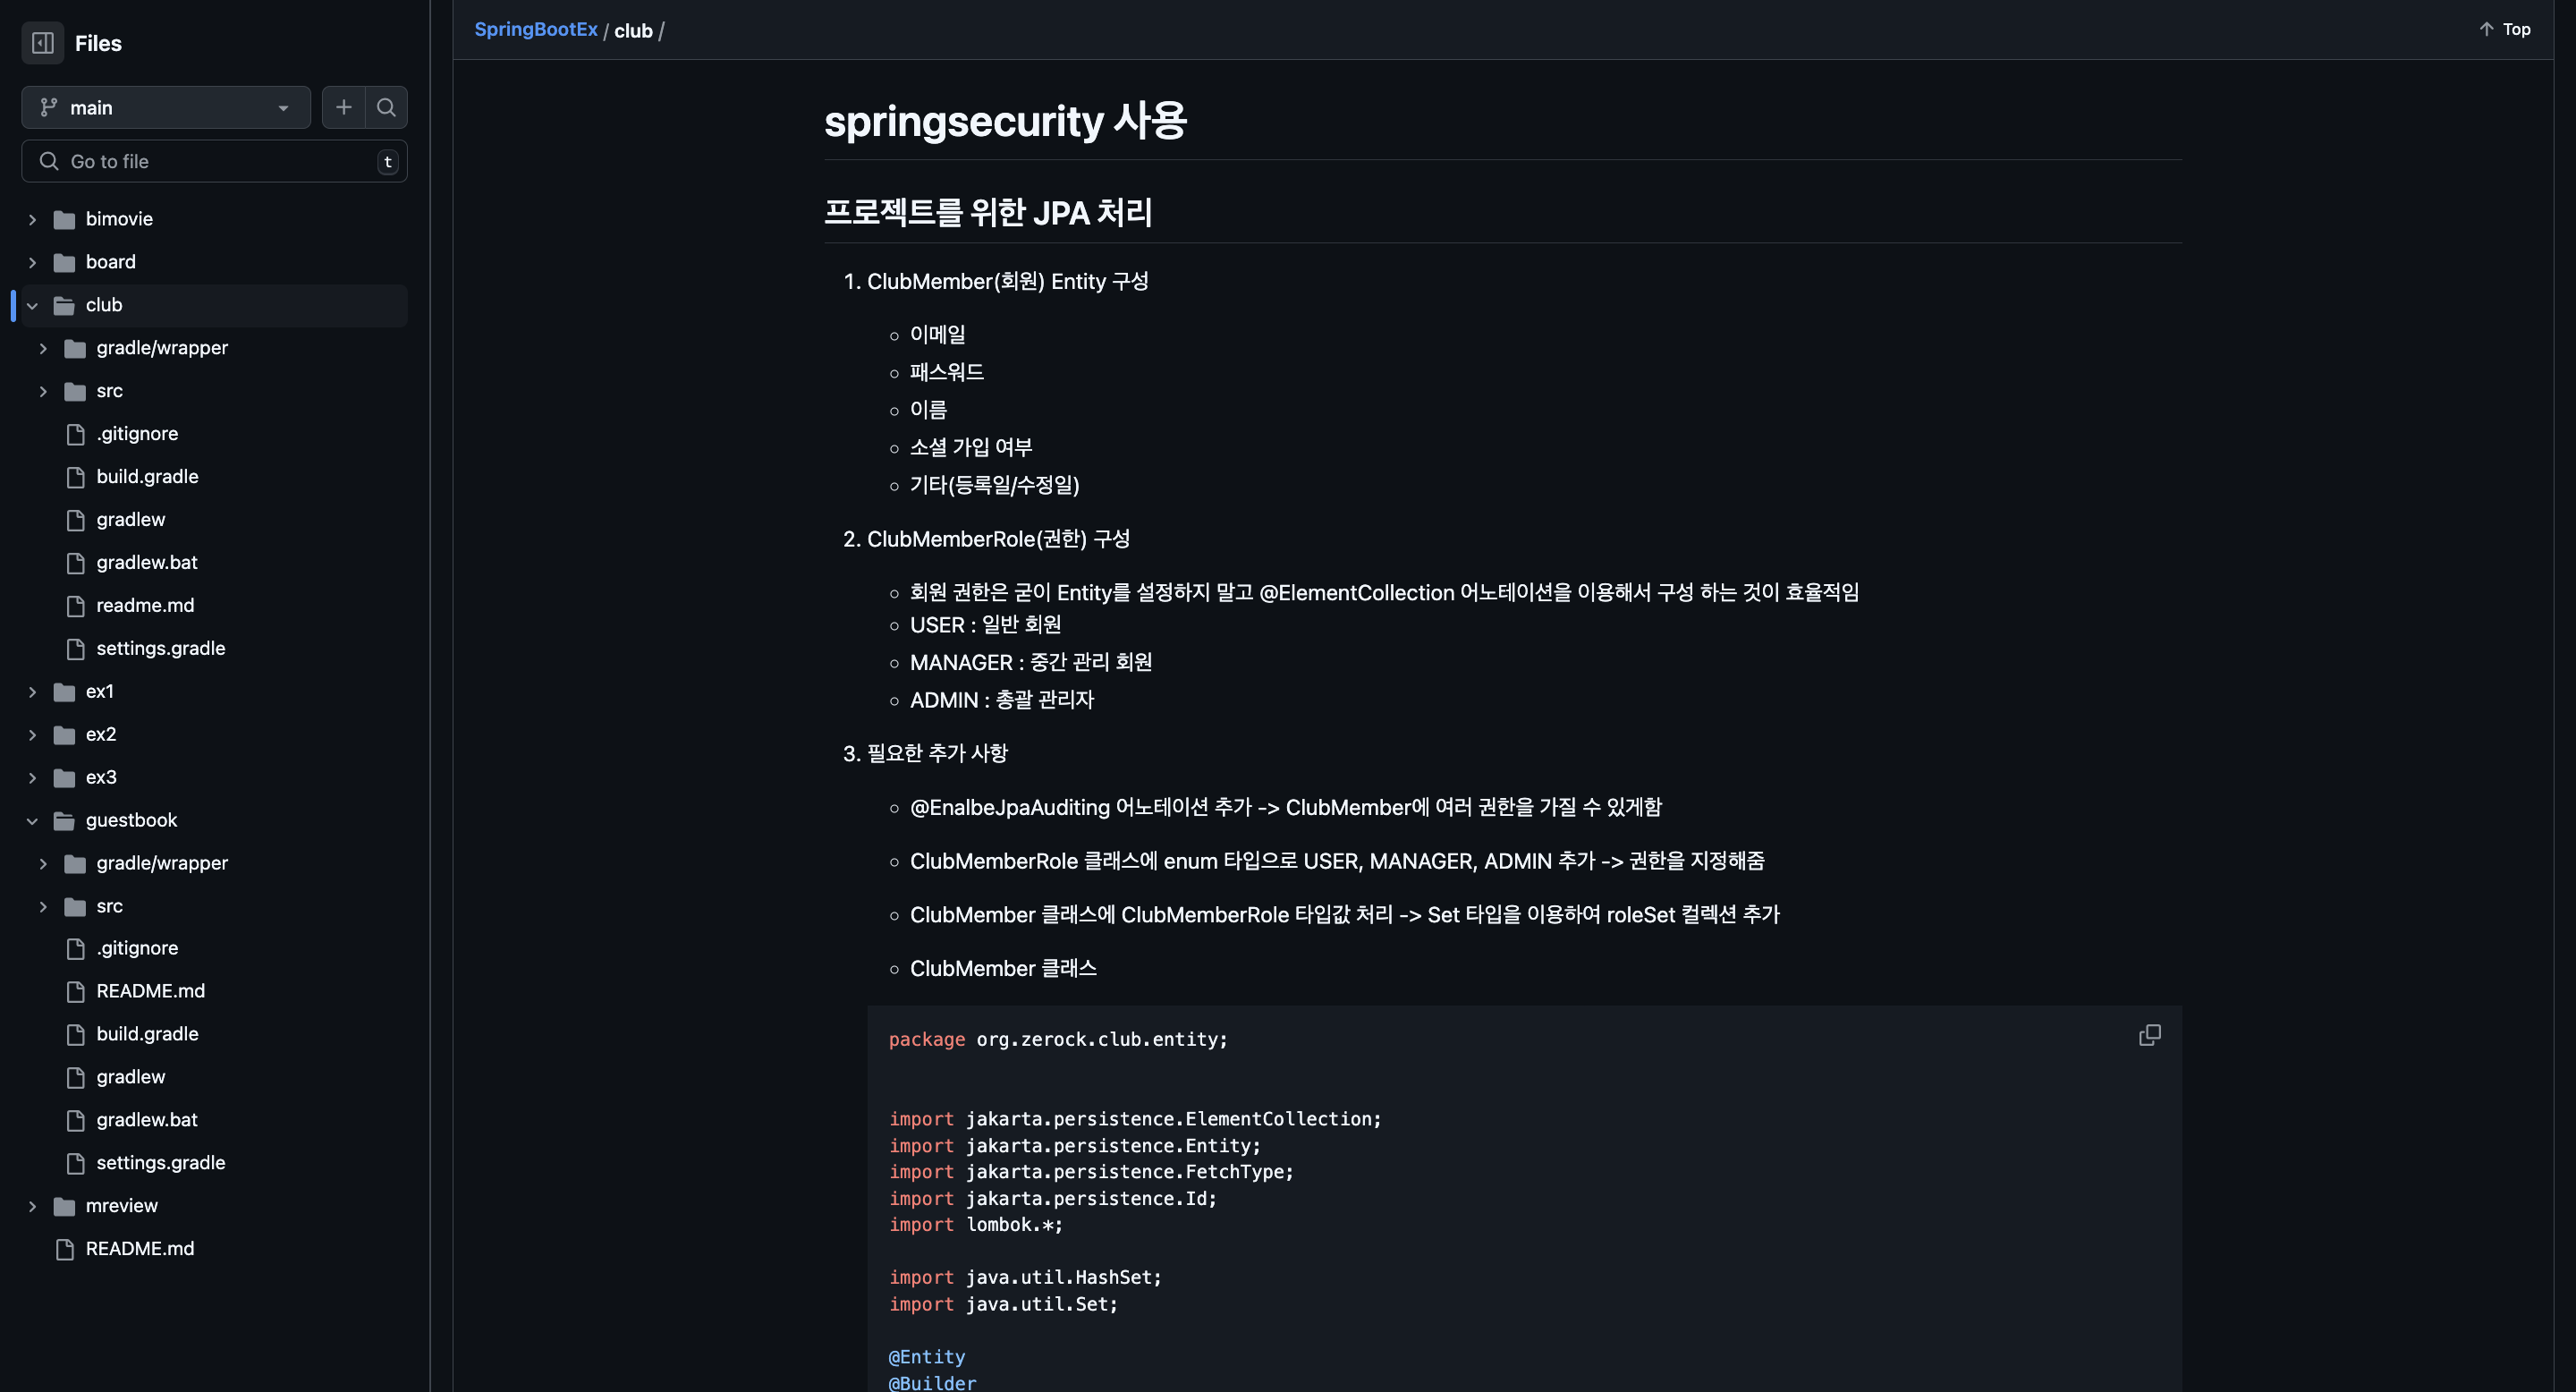 Files
main
Go to file
t
bimovie
board
club
gradle/wrapper
src
.gitignore
build.gradle
gradlew
gradlew.bat
readme.md
settings.gradle
ex1
ex2
ex3
guestbook
gradle/wrapper
src
.gitignore
README.md
build.gradle
gradlew
gradlew.bat
settings.gradle
mreview
README.md
SpringBootEx / club /
Top
springsecurity 사용
프로젝트를 위한 JPA 처리
1. ClubMember(회원) Entity 구성
이메일
패스워드
이름
소셜 가입 여부
기타(등록일/수정일)
2. ClubMemberRole(권한) 구성
회원 권한은 굳이 Entity를 설정하지 말고 @ElementCollection 어노테이션을 이용해서 구성 하는 것이 효율적임
USER : 일반 회원
MANAGER : 중간 관리 회원
ADMIN : 총괄 관리자
3. 필요한 추가 사항
@EnalbeJpaAuditing 어노테이션 추가 -> ClubMember에 여러 권한을 가질 수 있게함
ClubMemberRole 클래스에 enum 타입으로 USER, MANAGER, ADMIN 추가 -> 권한을 지정해줌
ClubMember 클래스에 ClubMemberRole 타입값 처리 -> Set 타입을 이용하여 roleSet 컬렉션 추가
ClubMember 클래스
package org.zerock.club.entity;
import jakarta.persistence.ElementCollection;
import jakarta.persistence.Entity;
import jakarta.persistence.FetchType;
import jakarta.persistence.Id;
import lombok.*;
import java.util.HashSet;
import java.util.Set;
@Entity
@Builder